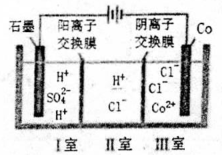 石墨 阳离子 阴离子 Co
交换膜 交换膜
H⁺ H⁺ Cl⁻
SO₄²⁻ Cl⁻
H⁺ Cl⁻ Co²⁺
I室 II室 III室